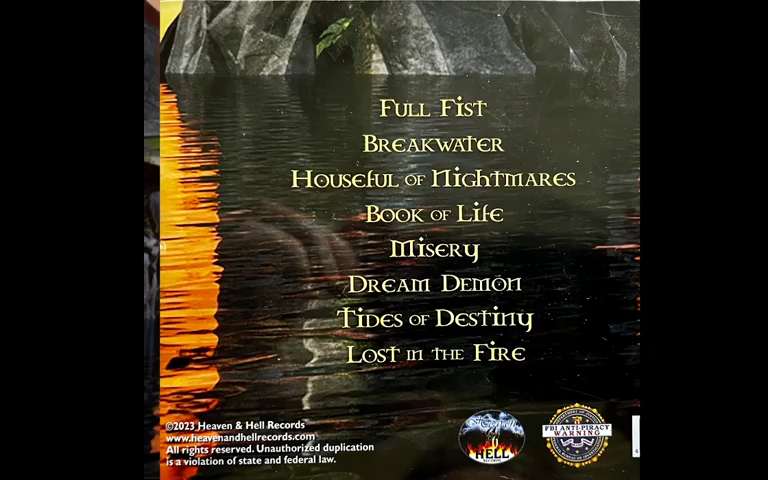 Full Fist
Breakwater
Houseful of Nightmares
Book of Life
Misery
Dream Demon
Tides of Destiny
Lost in the Fire
©2023 Heaven & Hell Records
www.heavenandhellrecords.com
All rights reserved. Unauthorized duplication
is a violation of state and federal law.
HELL
FBI ANTI-PIRACY
WARNING